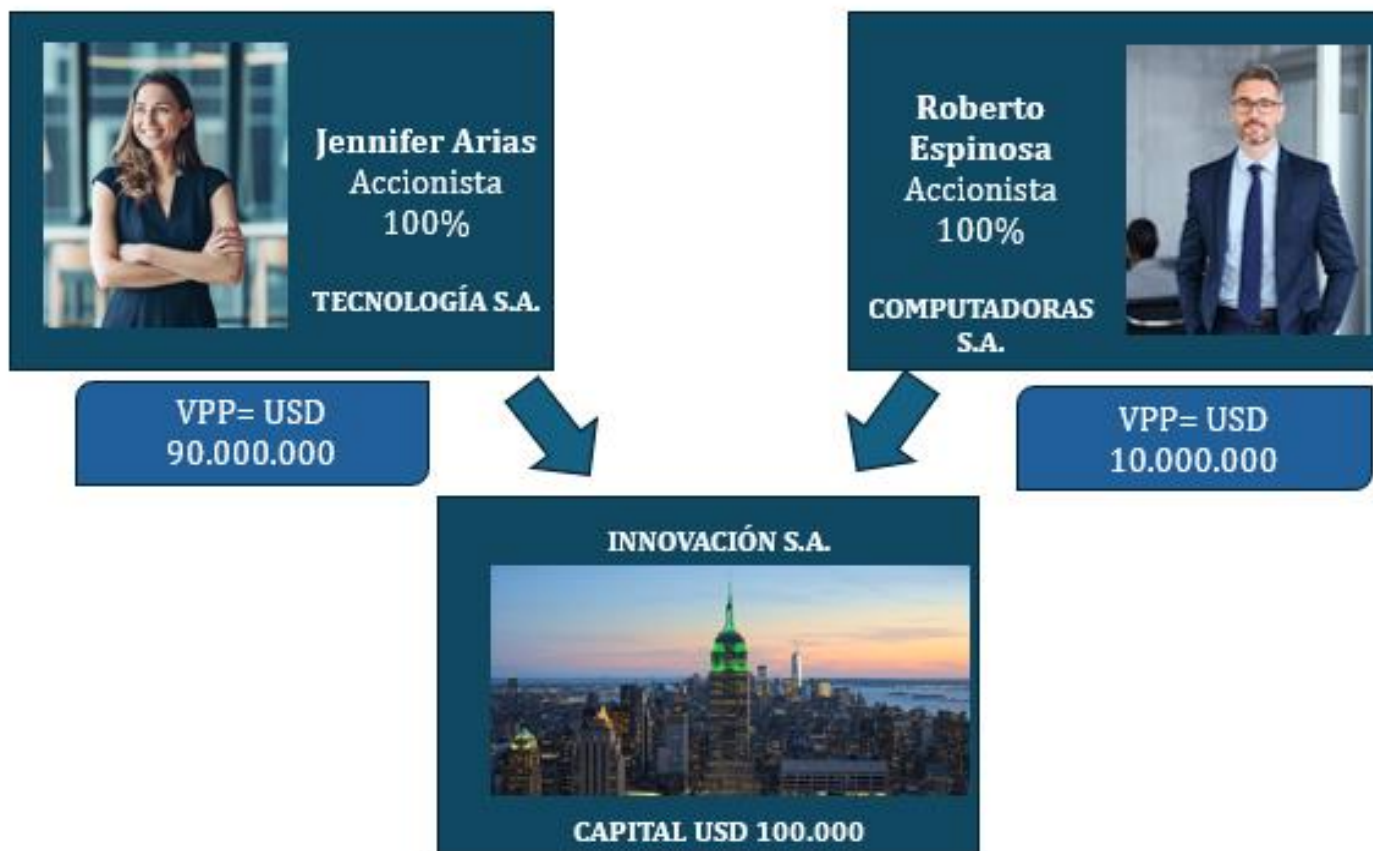 Jennifer Arias
Accionista
100%
TECNOLOGÍA S.A.
Roberto
Espinosa
Accionista
100%
COMPUTADORAS
S.A.
VPP= USD
90.000.000
VPP= USD
10.000.000
INNOVACIÓN S.A.
CAPITAL USD 100.000